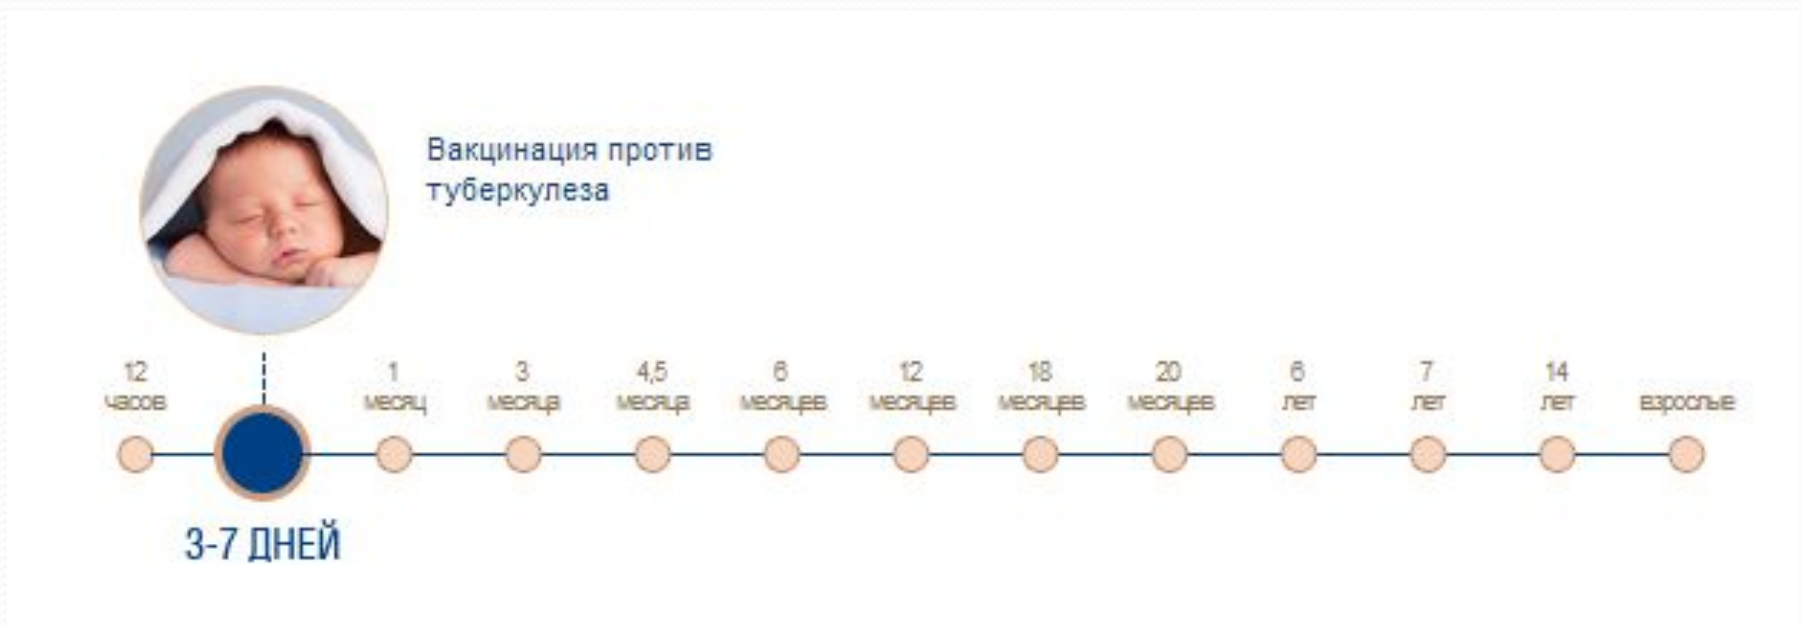 Вакцинация против
туберкулеза
12
часов
1
месяц
3
месяца
4,5
месяца
6
месяцев
12
месяцев
18
месяцев
20
месяцев
6
лет
7
лет
14
лет
взрослые
3-7 ДНЕЙ